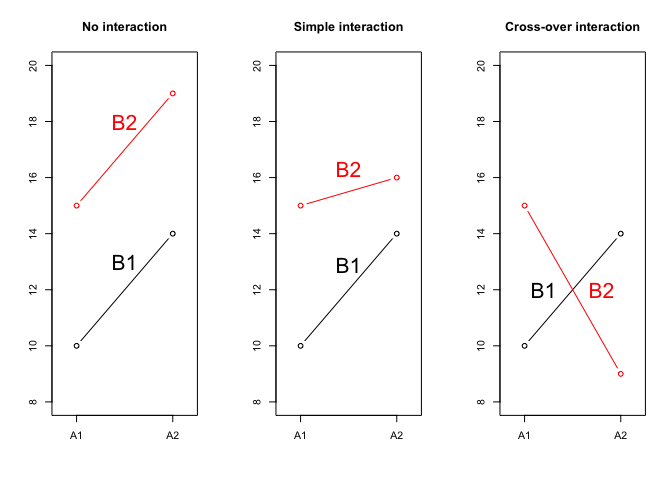 No interaction
20
18
16
14
12
10
8
B2
B1
A1
A2
Simple interaction
20
18
16
14
12
10
8
B2
B1
A1
A2
Cross-over interaction
20
18
16
14
12
10
8
B1
B2
A1
A2